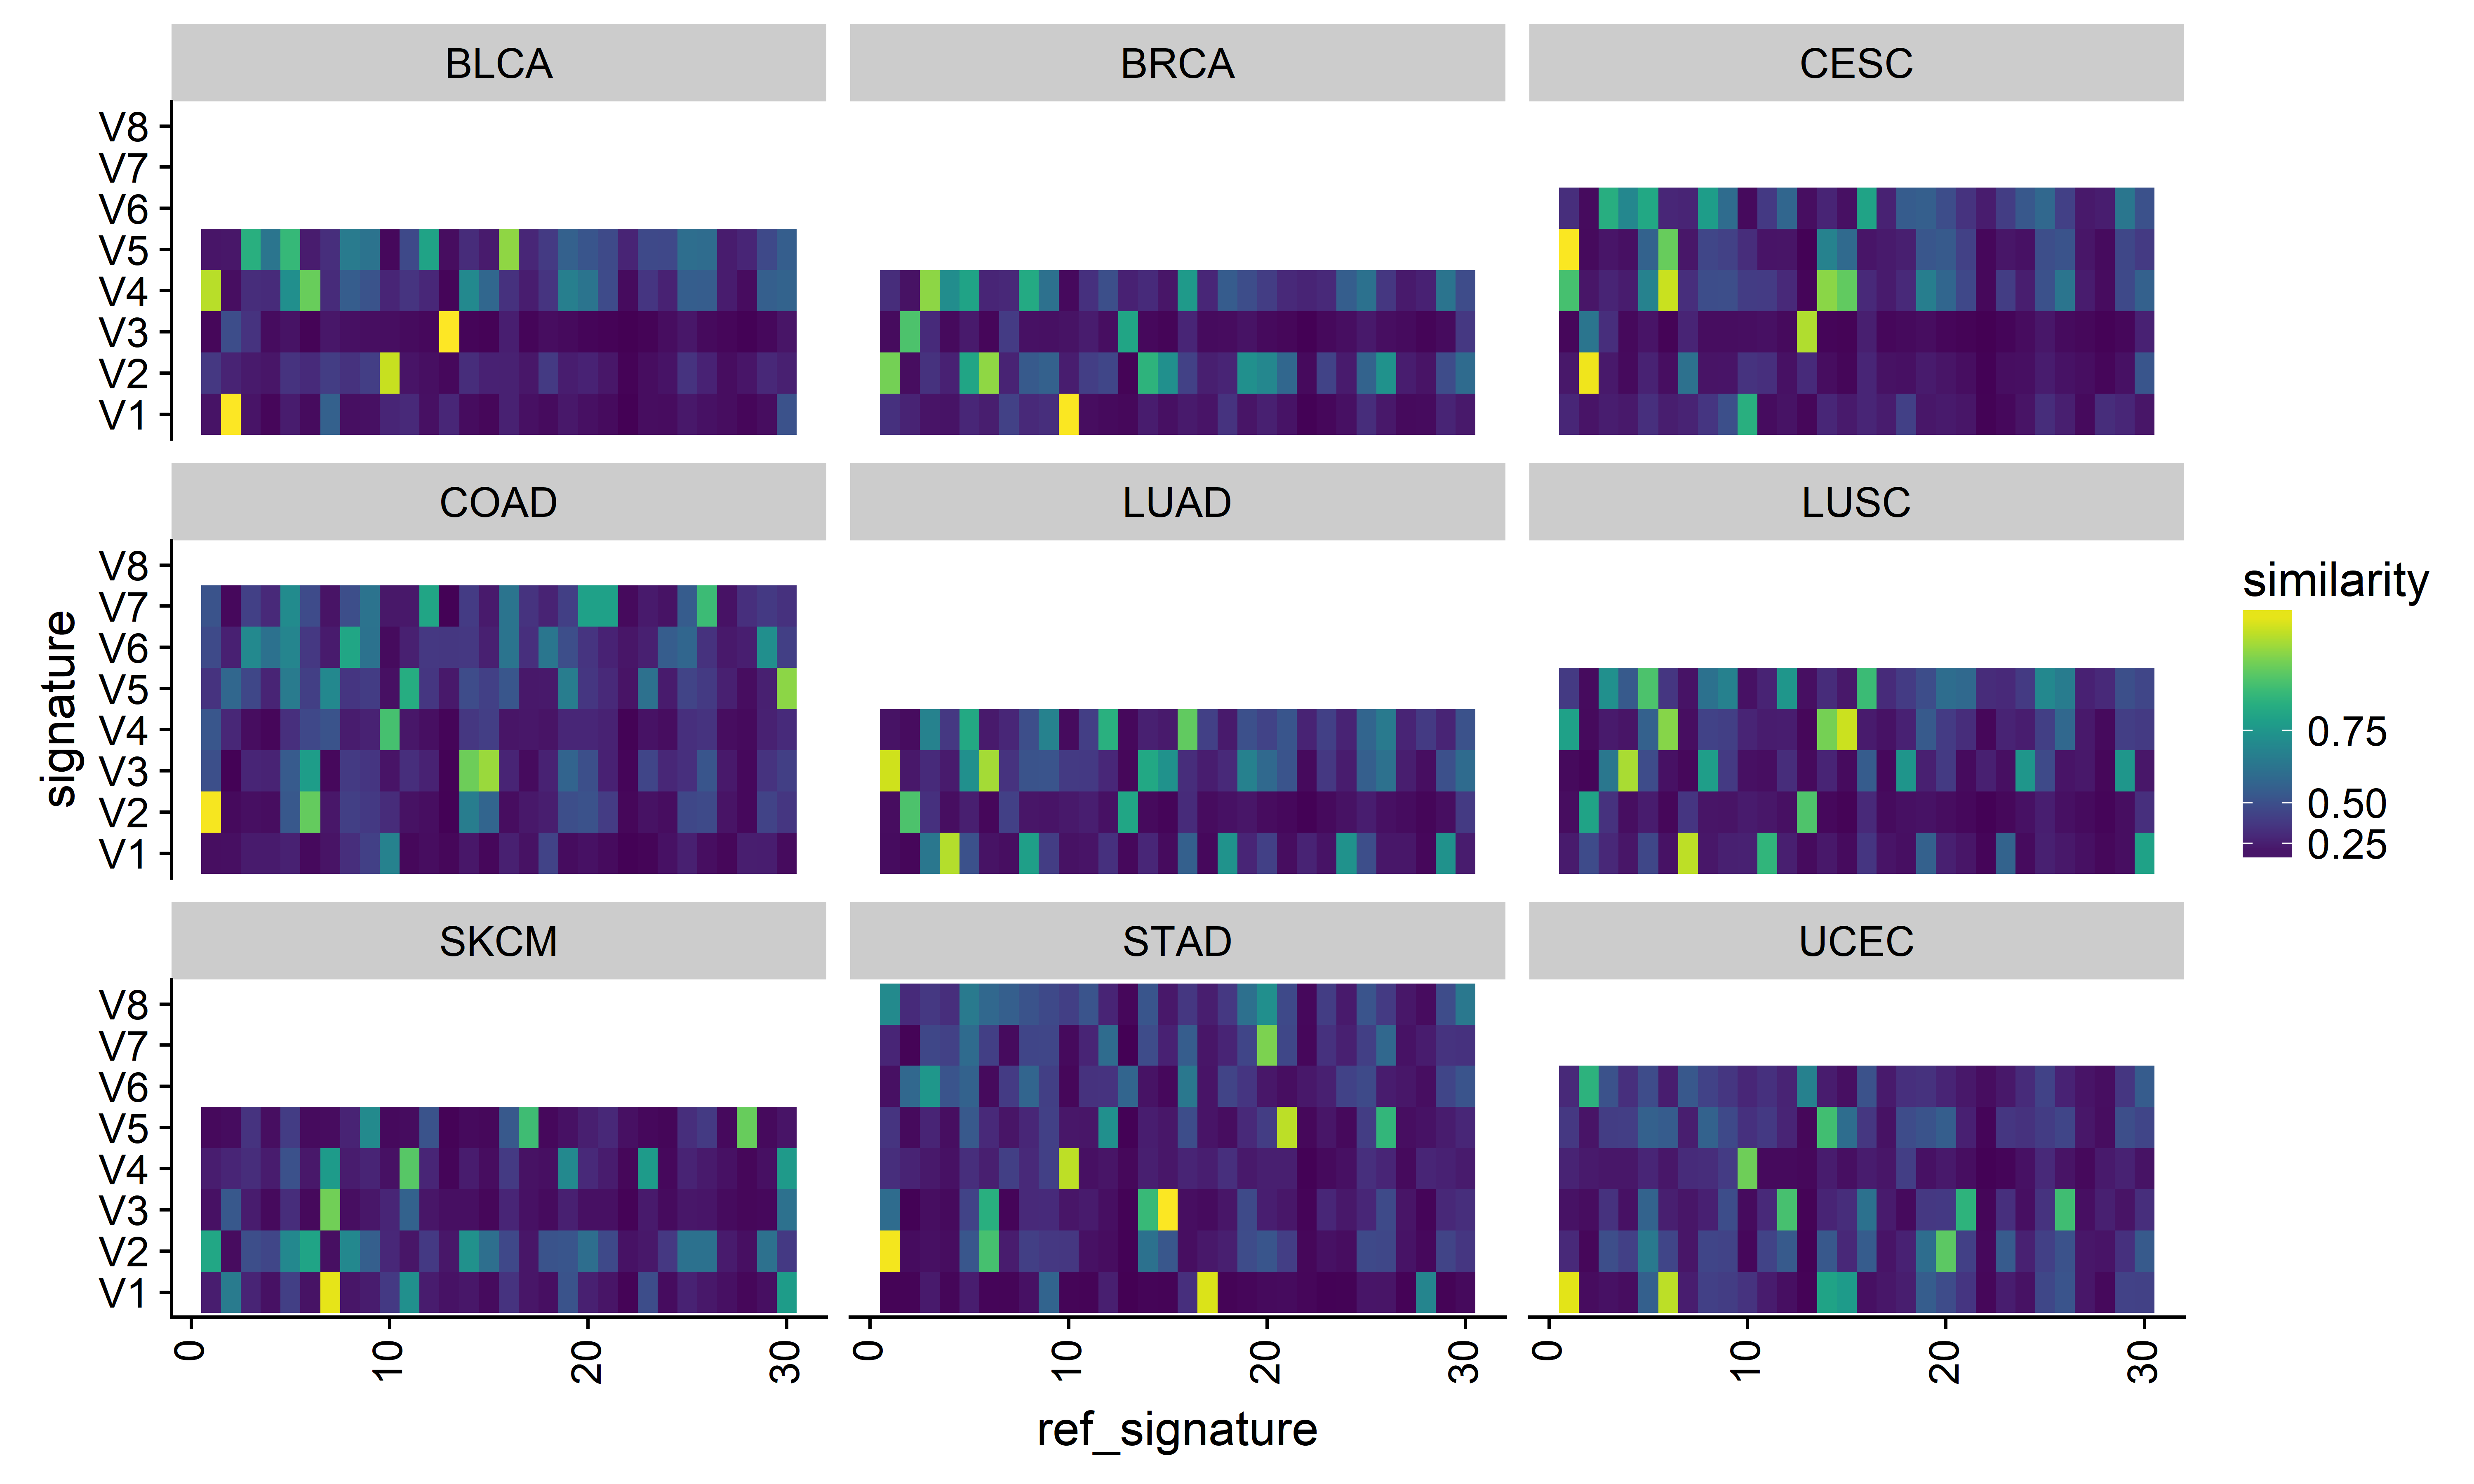 BLCA
BRCA
CESC
V8
V7
V6
V5
V4
V3
V2
V1
COAD
LUAD
LUSC
V8
V7
V6
V5
V4
V3
V2
V1
SKCM
STAD
UCEC
V8
V7
V6
V5
V4
V3
V2
V1
0
10
20
30
0
10
20
30
0
10
20
30
ref_signature
signature
similarity
0.75
0.50
0.25